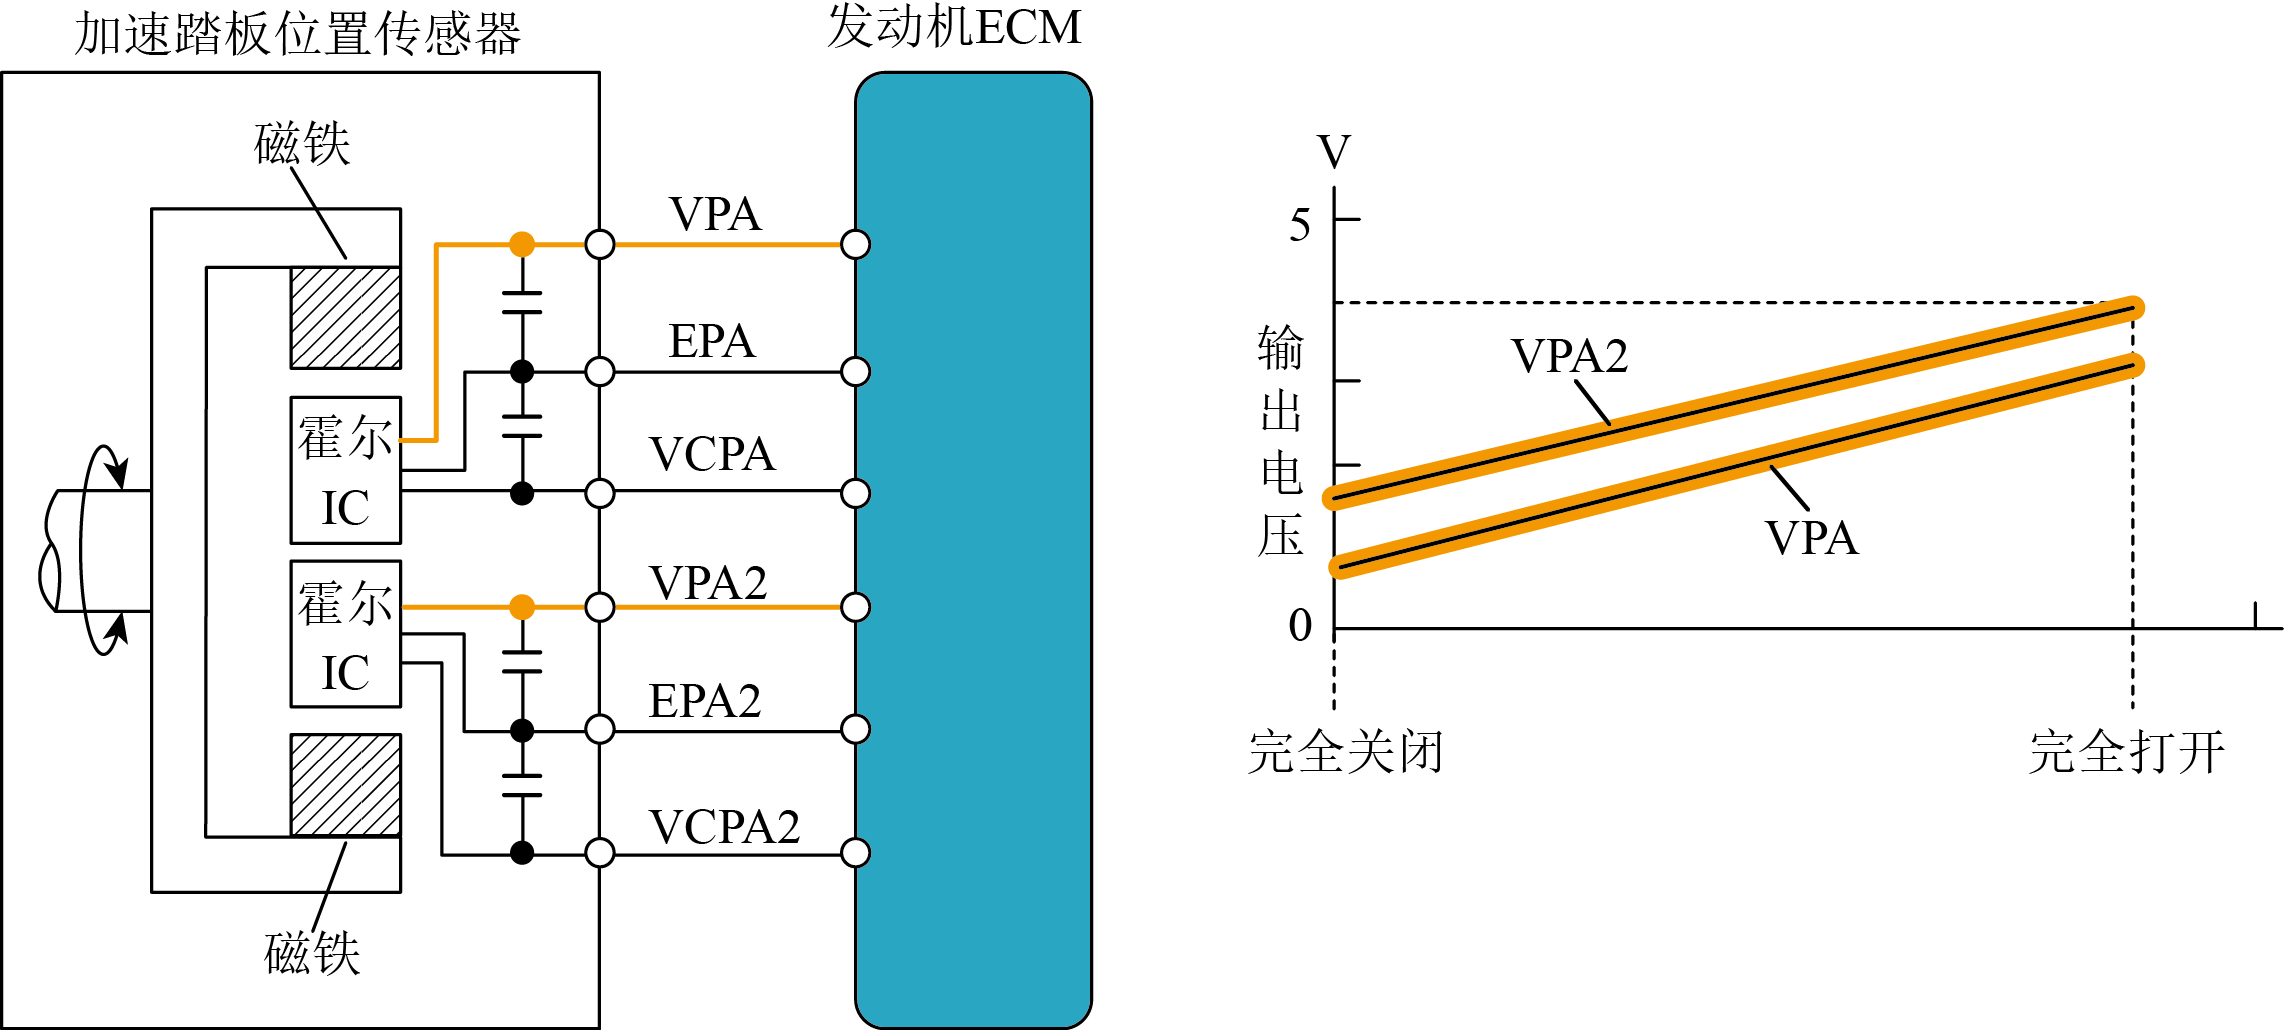 加速踏板位置传感器
发动机ECM
磁铁
霍尔
IC
霍尔
IC
磁铁
VPA
EPA
VCPA
VPA2
EPA2
VCPA2
V
5
输出电压
0
VPA2
VPA
完全关闭
完全打开